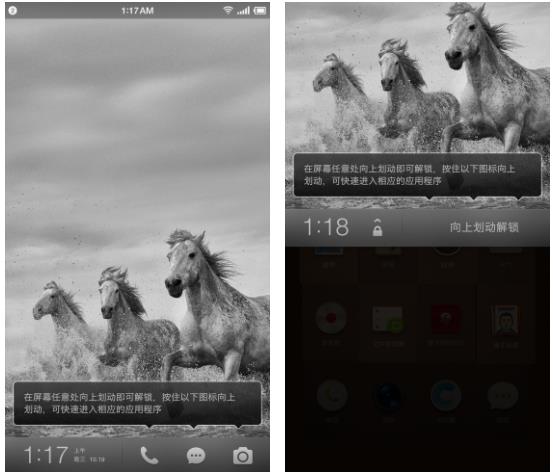 1:17 AM
在屏幕任意处向上划动即可解锁，按住以下图标向上
划动，可快速进入相应的应用程序
1:17
上午
周三 10.19
在屏幕任意处向上划动即可解锁，按住以下图标向上
划动，可快速进入相应的应用程序
1:18
向上划动解锁